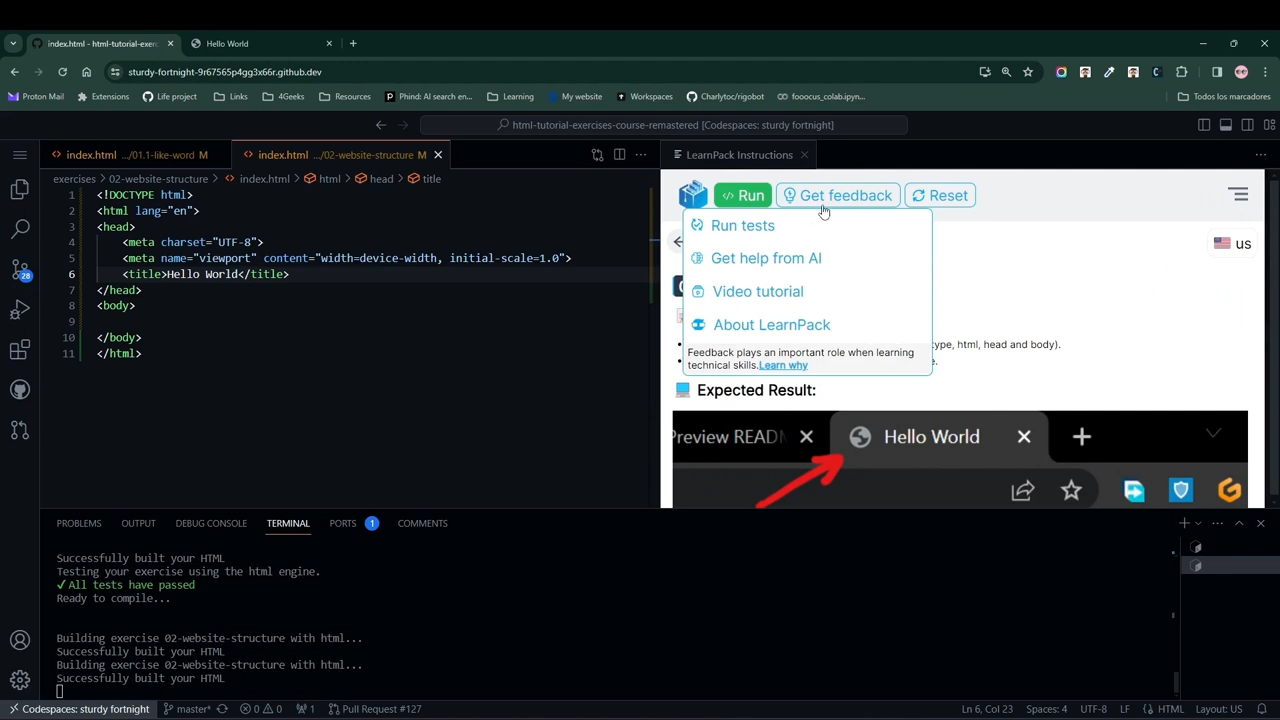 index.html - html-tutorial-exerc
Hello World
sturdy-fortnight-9r67565p4gg3x66r.github.dev
Proton Mail
Extensions
Life project
Links
4Geeks
Resources
Phind: AI search en...
Learning
My website
Workspaces
Charlytoc/rigobot
fooocus_colab.ipyn...
Todos los marcadores
html-tutorial-exercises-course-remastered [Codespaces: sturdy fortnight]
index.html .../01.1-like-word M
index.html .../02-website-structure M
LearnPack Instructions
exercises > 02-website-structure > index.html > html > head > title
1 <!DOCTYPE html>
2 <html lang="en">
3 <head>
4 <meta charset="UTF-8">
5 <meta name="viewport" content="width=device-width, initial-scale=1.0">
6 <title>Hello World</title>
7 </head>
8 <body>
9
10 </body>
11 </html>
Run
Get feedback
Reset
us
Run tests
Get help from AI
Video tutorial
About LearnPack
Feedback plays an important role when learning
technical skills.Learn why
type, html, head and body).
Expected Result:
Preview READ
Hello World
PROBLEMS
OUTPUT
DEBUG CONSOLE
TERMINAL
PORTS 1
COMMENTS
28
Successfully built your HTML
Testing your exercise using the html engine.
✓All tests have passed
Ready to compile...
Building exercise 02-website-structure with html...
Successfully built your HTML
Building exercise 02-website-structure with html...
Successfully built your HTML
Codespaces: sturdy fortnight
master*
0 0
1
Pull Request #127
Ln 6, Col 23
Spaces: 4
UTF-8
LF
HTML
Layout: US